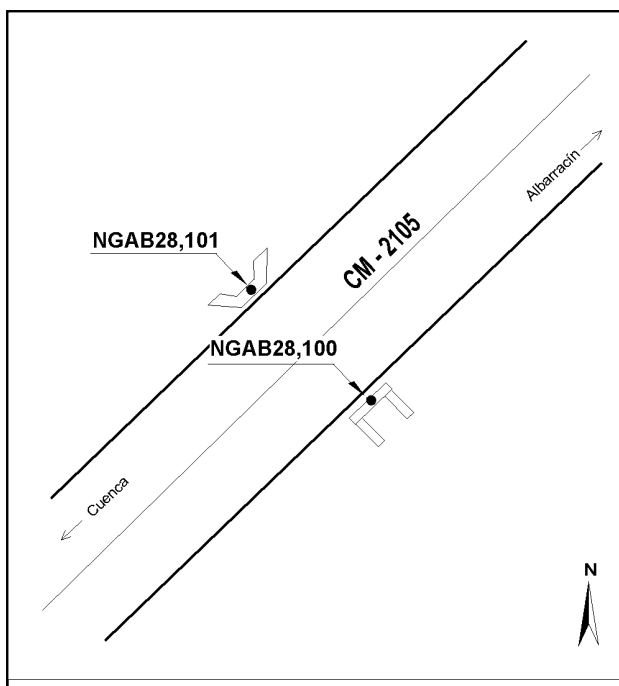 Albarracín
NGAB28,101
CM - 2105
NGAB28,100
Cuenca
N